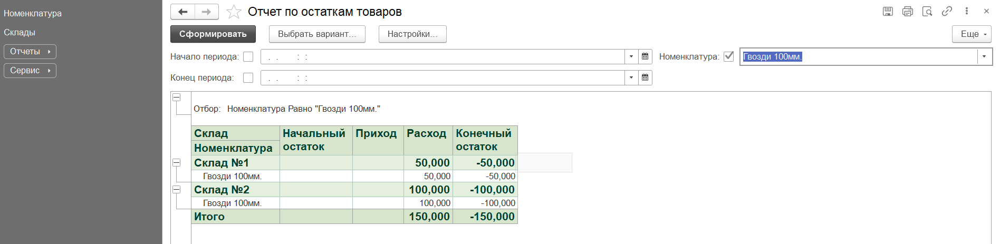 Номенклатура
Склады
Отчеты
Сервис
Отчет по остаткам товаров
Сформировать
Выбрать вариант...
Настройки...
Еще
Начало периода: . . : :
Номенклатура: Гвозди 100мм.
Конец периода: . . : :
Отбор: Номенклатура Равно "Гвозди 100мм."
Склад
Номенклатура
Начальный
остаток
Приход
Расход
Конечный
остаток
Склад №1 50,000 -50,000
Гвозди 100мм. 50,000 -50,000
Склад №2 100,000 -100,000
Гвозди 100мм. 100,000 -100,000
Итого 150,000 -150,000